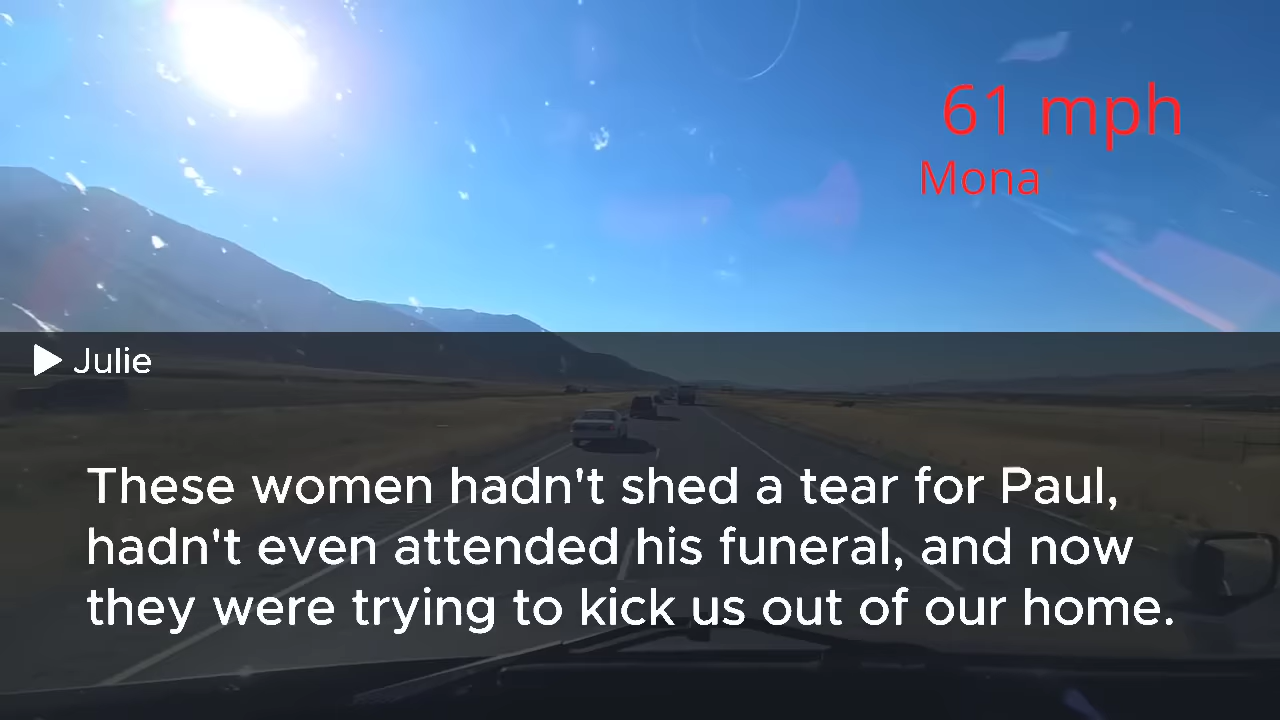 61 mph
Mona
Julie
These women hadn't shed a tear for Paul,
hadn't even attended his funeral, and now
they were trying to kick us out of our home.